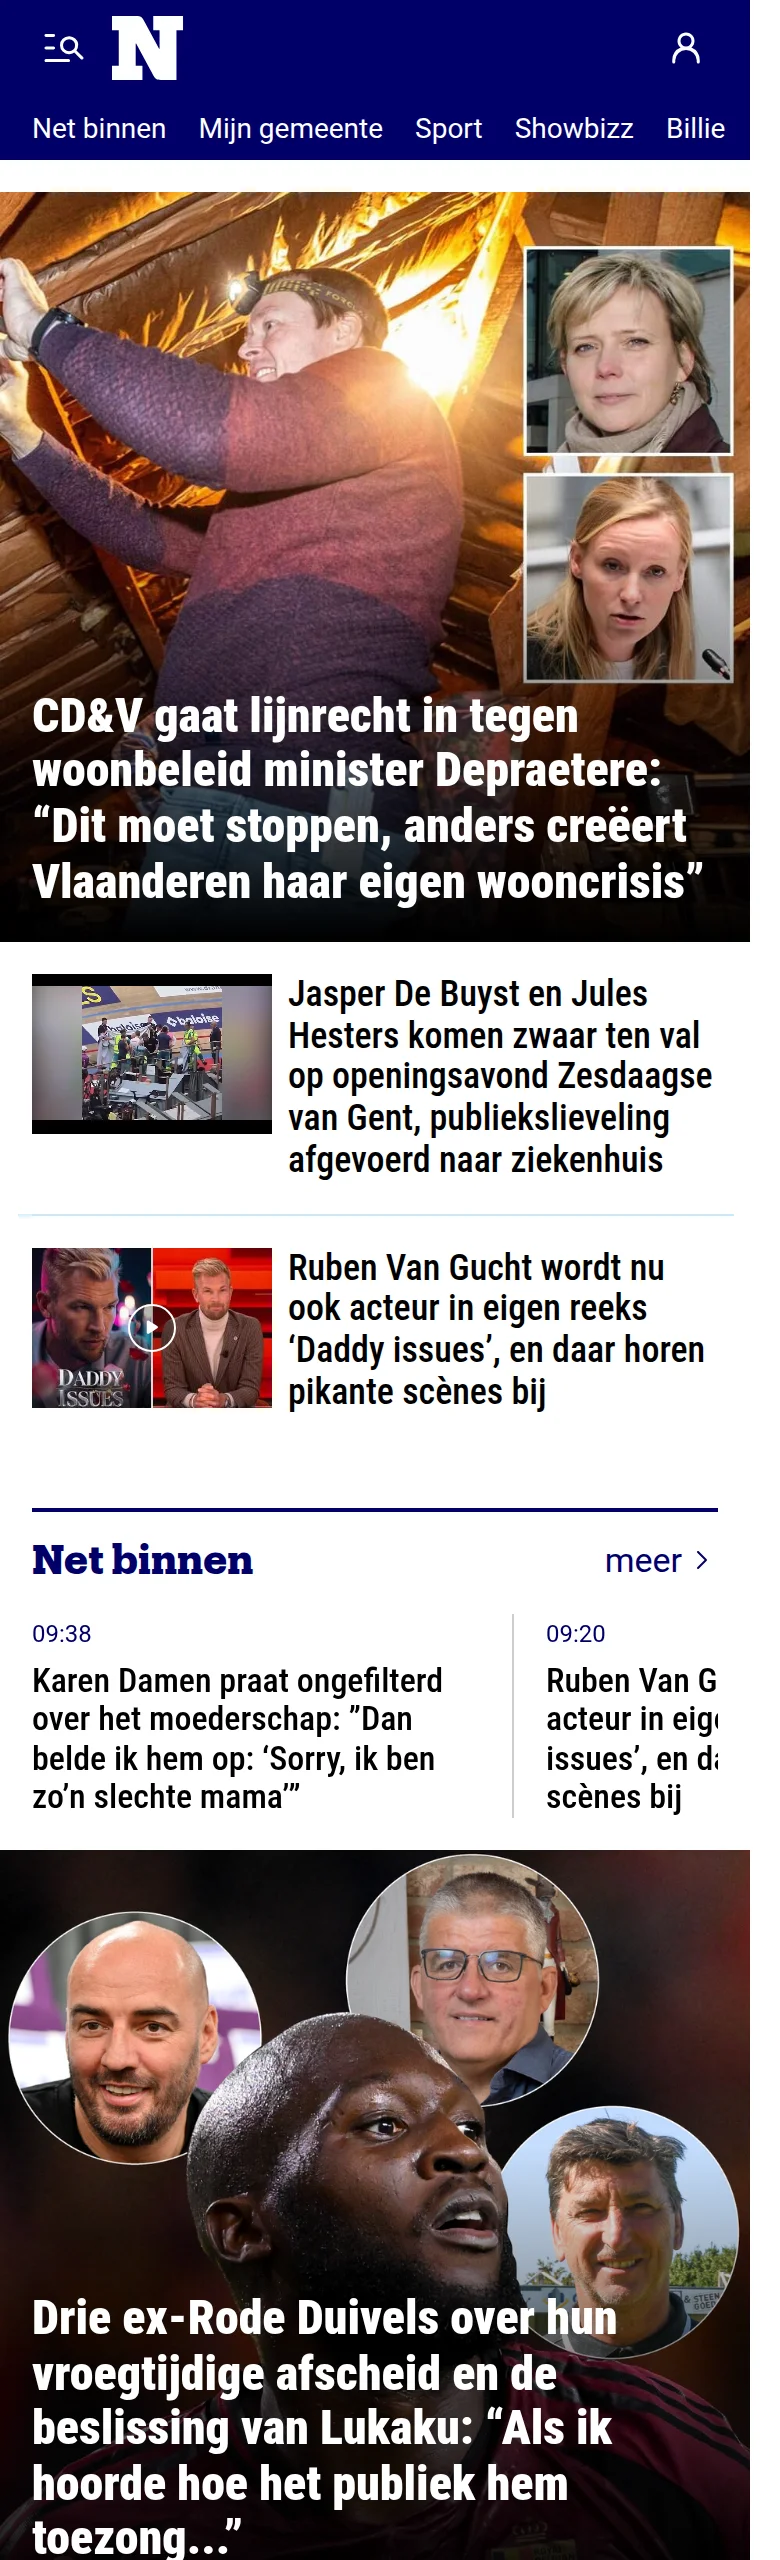 N
Net binnen Mijn gemeente Sport Showbizz Billie
CD&V gaat lijnrecht in tegen
woonbeleid minister Depraetere:
“Dit moet stoppen, anders creëert
Vlaanderen haar eigen wooncrisis”
baloise
baloise
Jasper De Buyst en Jules
Hesters komen zwaar ten val
op openingsavond Zesdaagse
van Gent, publiekslieveling
afgevoerd naar ziekenhuis
DADDY
ISSUES
Ruben Van Gucht wordt nu
ook acteur in eigen reeks
‘Daddy issues’, en daar horen
pikante scènes bij
Net binnen
meer
09:38
Karen Damen praat ongefilterd
over het moederschap: ”Dan
belde ik hem op: ‘Sorry, ik ben
zo’n slechte mama’”
09:20
Ruben Van G
acteur in eig
issues’, en da
scènes bij
Drie ex-Rode Duivels over hun
vroegtijdige afscheid en de
beslissing van Lukaku: “Als ik
hoorde hoe het publiek hem
toezong...”